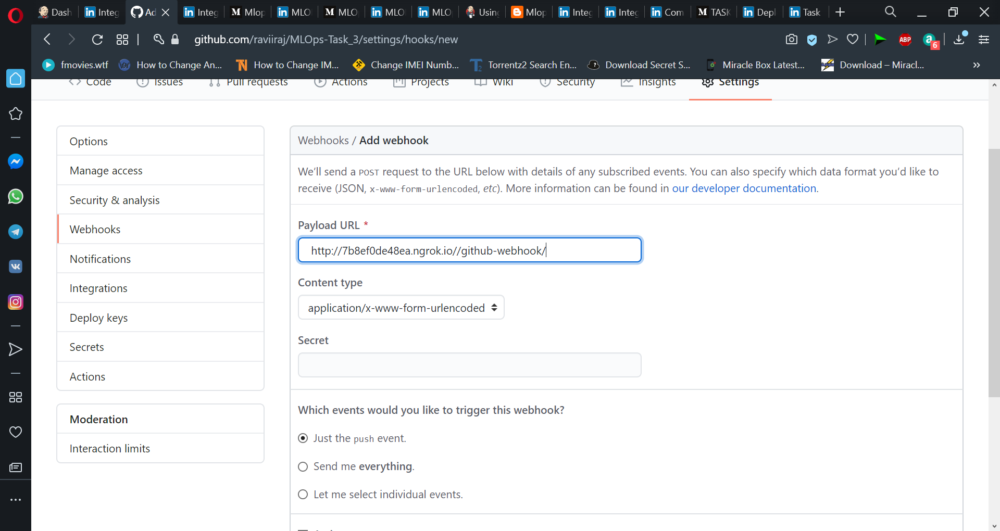 Dash
Integ
Ad
Integ
Mlop
MLO
MLO
MLO
MLO
Using
Mlop
Integ
Integ
Com
TASK
Depl
Task
github.com/raviiraj/MLOps-Task_3/settings/hooks/new
ABP
a
6
fmovies.wtf
How to Change An...
How to Change IM...
Change IMEI Numb...
Torrentz2 Search En...
Download Secret S...
Miracle Box Latest...
Download – Miracl...
»
Code
Issues
Pull requests
Actions
Projects
Wiki
Security
Insights
Settings
Options
Manage access
Security & analysis
Webhooks
Notifications
Integrations
Deploy keys
Secrets
Actions
Moderation
Interaction limits
Webhooks / Add webhook
We’ll send a POST request to the URL below with details of any subscribed events. You can also specify which data format you’d like to
receive (JSON, x-www-form-urlencoded, etc). More information can be found in our developer documentation.
Payload URL *
http://7b8ef0de48ea.ngrok.io//github-webhook/
Content type
application/x-www-form-urlencoded
Secret
Which events would you like to trigger this webhook?
Just the push event.
Send me everything.
Let me select individual events.